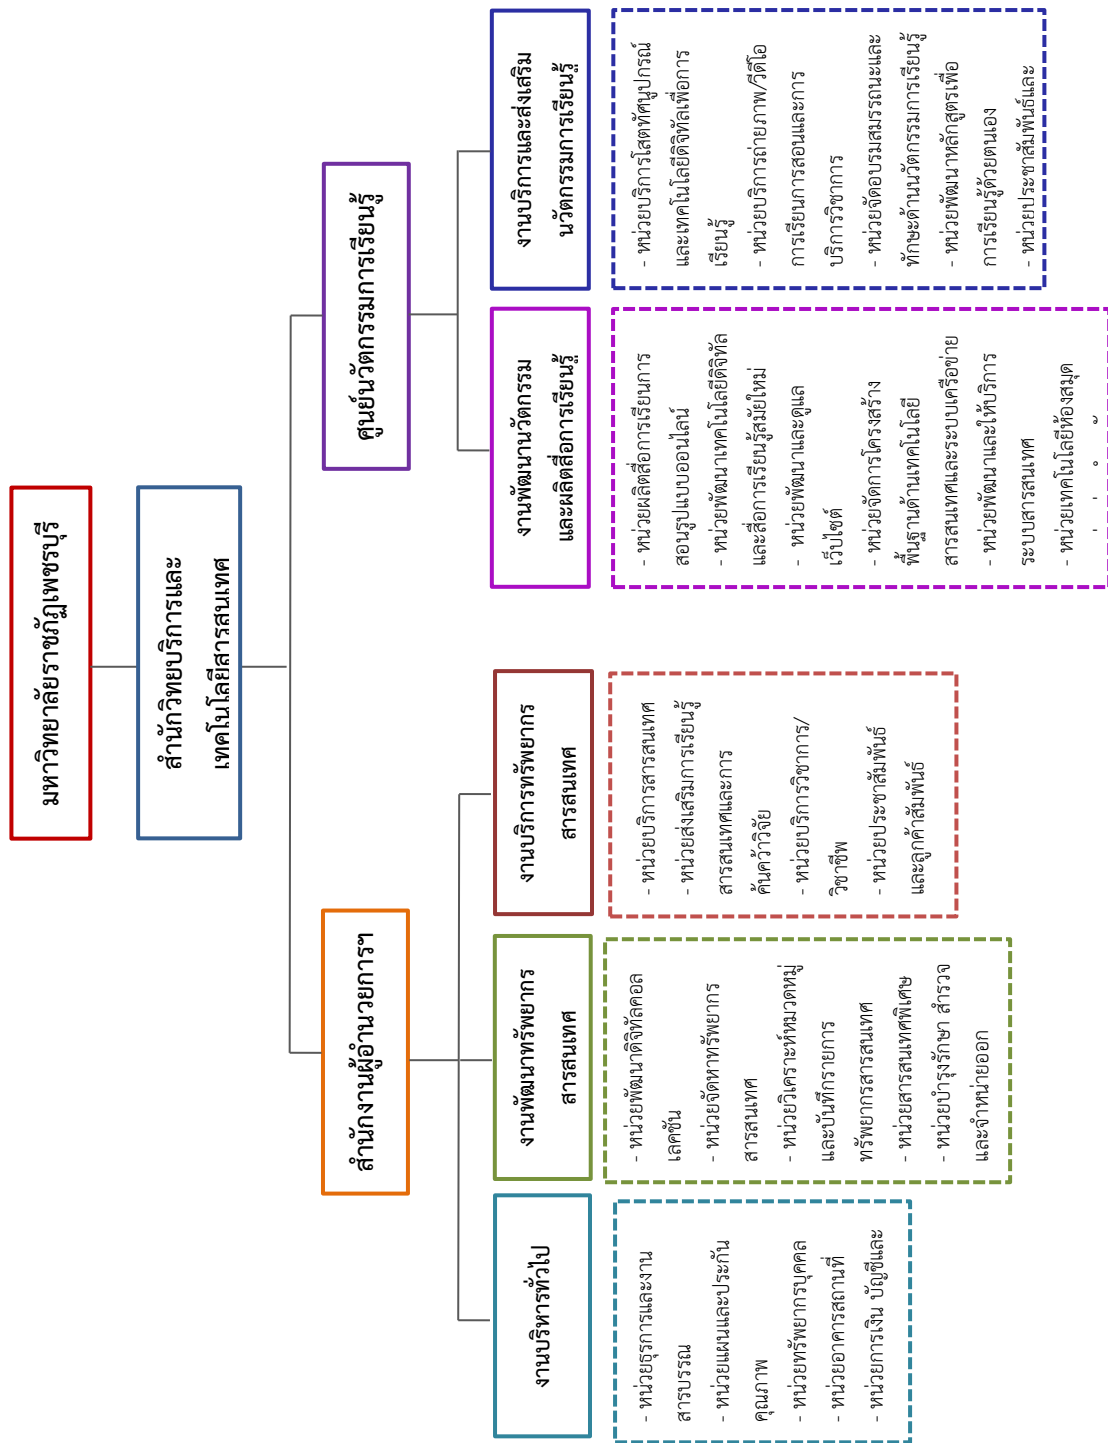 มหาวิทยาลัยราชภัฏเพชรบุรี
สำนักวิทยบริการและ
เทคโนโลยีสารสนเทศ
สำนักงานผู้อำนวยการฯ
ศูนย์นวัตกรรมการเรียนรู้
งานบริหารทั่วไป
- หน่วยธุรการและงาน
สารบรรณ
- หน่วยแผนและประกัน
คุณภาพ
- หน่วยทรัพยากรบุคคล
- หน่วยอาคารสถานที่
- หน่วยการเงิน บัญชีและ
งานพัฒนาทรัพยากร
สารสนเทศ
- หน่วยพัฒนาดิจิทัลคอล
เลคชัน
- หน่วยจัดหาทรัพยากร
สารสนเทศ
- หน่วยวิเคราะห์หมวดหมู่
และบันทึกรายการ
ทรัพยากรสารสนเทศ
- หน่วยสารสนเทศพิเศษ
- หน่วยบำรุงรักษา สำรวจ
และจำหน่ายออก
งานบริการทรัพยากร
สารสนเทศ
- หน่วยบริการสารสนเทศ
- หน่วยส่งเสริมการเรียนรู้
สารสนเทศและการ
ค้นคว้าวิจัย
- หน่วยบริการวิชาการ/
วิชาชีพ
- หน่วยประชาสัมพันธ์
และลูกค้าสัมพันธ์
งานพัฒนานวัตกรรม
และผลิตสื่อการเรียนรู้
- หน่วยผลิตสื่อการเรียนการ
สอนรูปแบบออนไลน์
- หน่วยพัฒนาเทคโนโลยีดิจิทัล
และสื่อการเรียนรู้สมัยใหม่
- หน่วยพัฒนาและดูแล
เว็บไซต์
- หน่วยจัดการโครงสร้าง
พื้นฐานด้านเทคโนโลยี
สารสนเทศและระบบเครือข่าย
- หน่วยพัฒนาและให้บริการ
ระบบสารสนเทศ
- หน่วยเทคโนโลยีห้องสมุด
งานบริการและส่งเสริม
นวัตกรรมการเรียนรู้
- หน่วยบริการโสตทัศนูปกรณ์
และเทคโนโลยีดิจิทัลเพื่อการ
เรียนรู้
- หน่วยบริการถ่ายภาพ/วีดีโอ
การเรียนการสอนและการ
บริการวิชาการ
- หน่วยจัดอบรมสมรรถนะและ
ทักษะด้านนวัตกรรมการเรียนรู้
- หน่วยพัฒนาหลักสูตรเพื่อ
การเรียนรู้ด้วยตนเอง
- หน่วยประชาสัมพันธ์และ